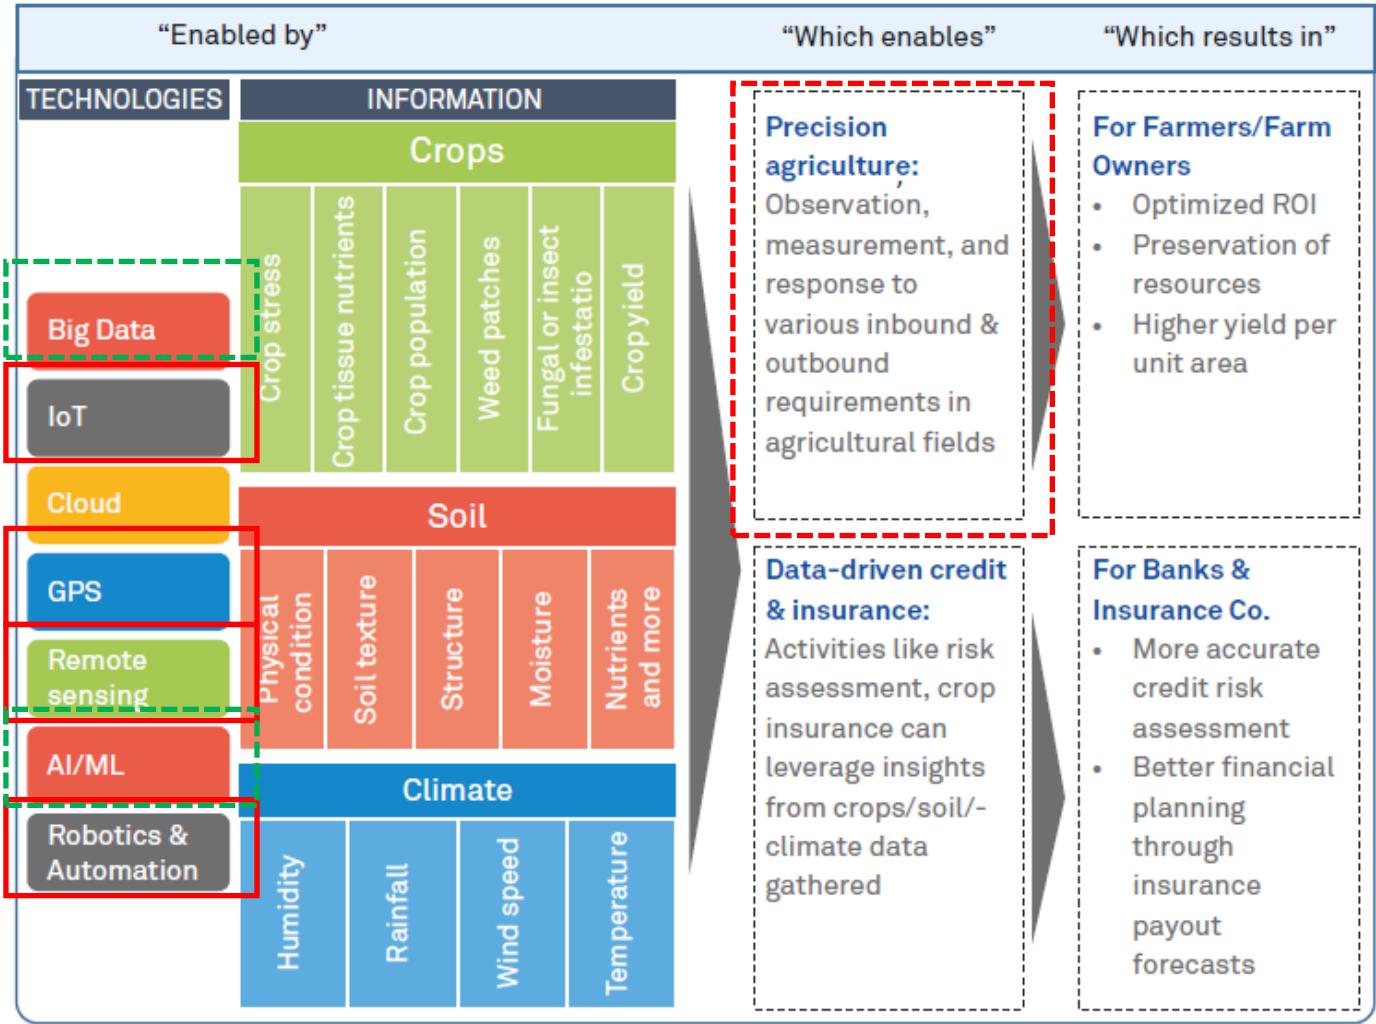 “Enabled by”
“Which enables”
“Which results in”
TECHNOLOGIES
INFORMATION
Big Data
IoT
Cloud
GPS
Remote
sensing
AI/ML
Robotics &
Automation
Crops
Crop stress
Crop tissue nutrients
Crop population
Weed patches
Fungal or insect
infestatio
Crop yield
Soil
Physical
condition
Soil texture
Structure
Moisture
Nutrients
and more
Climate
Humidity
Rainfall
Wind speed
Temperature
Precision
agriculture:
Observation,
measurement, and
response to
various inbound &
outbound
requirements in
agricultural fields
Data-driven credit
& insurance:
Activities like risk
assessment, crop
insurance can
leverage insights
from crops/soil/-
climate data
gathered
For Farmers/Farm
Owners
• Optimized ROI
• Preservation of
resources
• Higher yield per
unit area
For Banks &
Insurance Co.
• More accurate
credit risk
assessment
• Better financial
planning
through
insurance
payout
forecasts